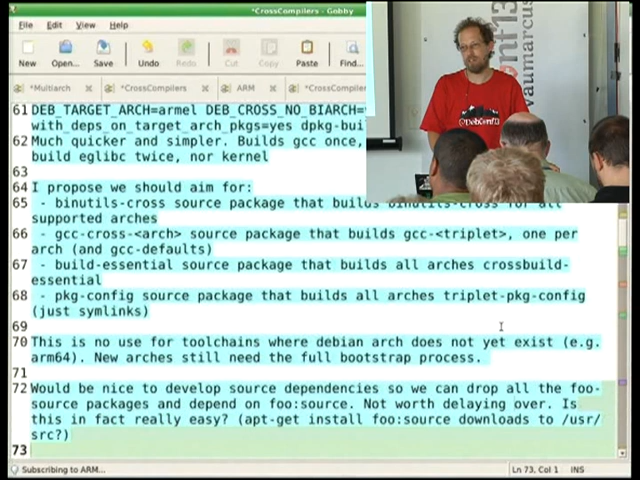 *CrossCompilers - Gobby
File Edit View Help
New Open... Save Undo Redo Cut Copy Paste Find...
*Multiarch *CrossCompilers ARM *CrossCompilers
61 DEB_TARGET_ARCH=armel DEB_CROSS_NO_BIARCH=
with_deps_on_target_arch_pkgs=yes dpkg-bui
62 Much quicker and simpler. Builds gcc once,
build eglibc twice, nor kernel
63
64 I propose we should aim for:
65 - binutils-cross source package that builds binutils-cross for all
supported arches
66 - gcc-cross-<arch> source package that builds gcc-<triplet>, one per
arch (and gcc-defaults)
67 - build-essential source package that builds all arches crossbuild-
essential
68 - pkg-config source package that builds all arches triplet-pkg-config
(just symlinks)
69
70 This is no use for toolchains where debian arch does not yet exist (e.g.
arm64). New arches still need the full bootstrap process.
71
72 Would be nice to develop source dependencies so we can drop all the foo-
source packages and depend on foo:source. Not worth delaying over. Is
this in fact really easy? (apt-get install foo:source downloads to /usr/
src?)
73
Subscribing to ARM...
Ln 73, Col 1 INS
onf13
vaumarcus
DebConf